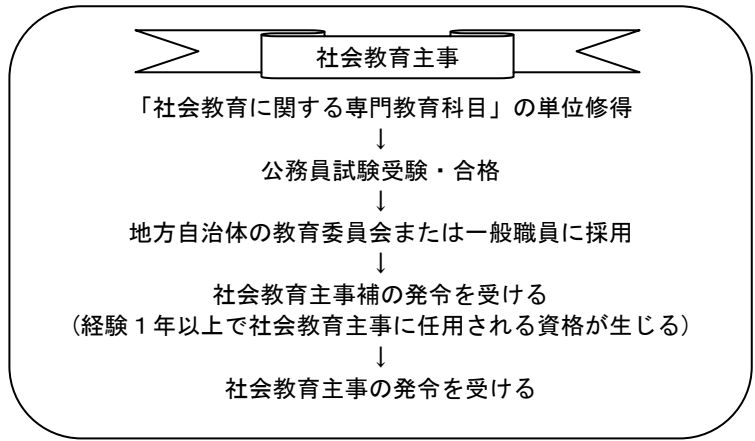 社会教育主事
「社会教育に関する専門教育科目」の単位修得
↓
公務員試験受験・合格
↓
地方自治体の教育委員会または一般職員に採用
↓
社会教育主事補の発令を受ける
（経験１年以上で社会教育主事に任用される資格が生じる）
↓
社会教育主事の発令を受ける